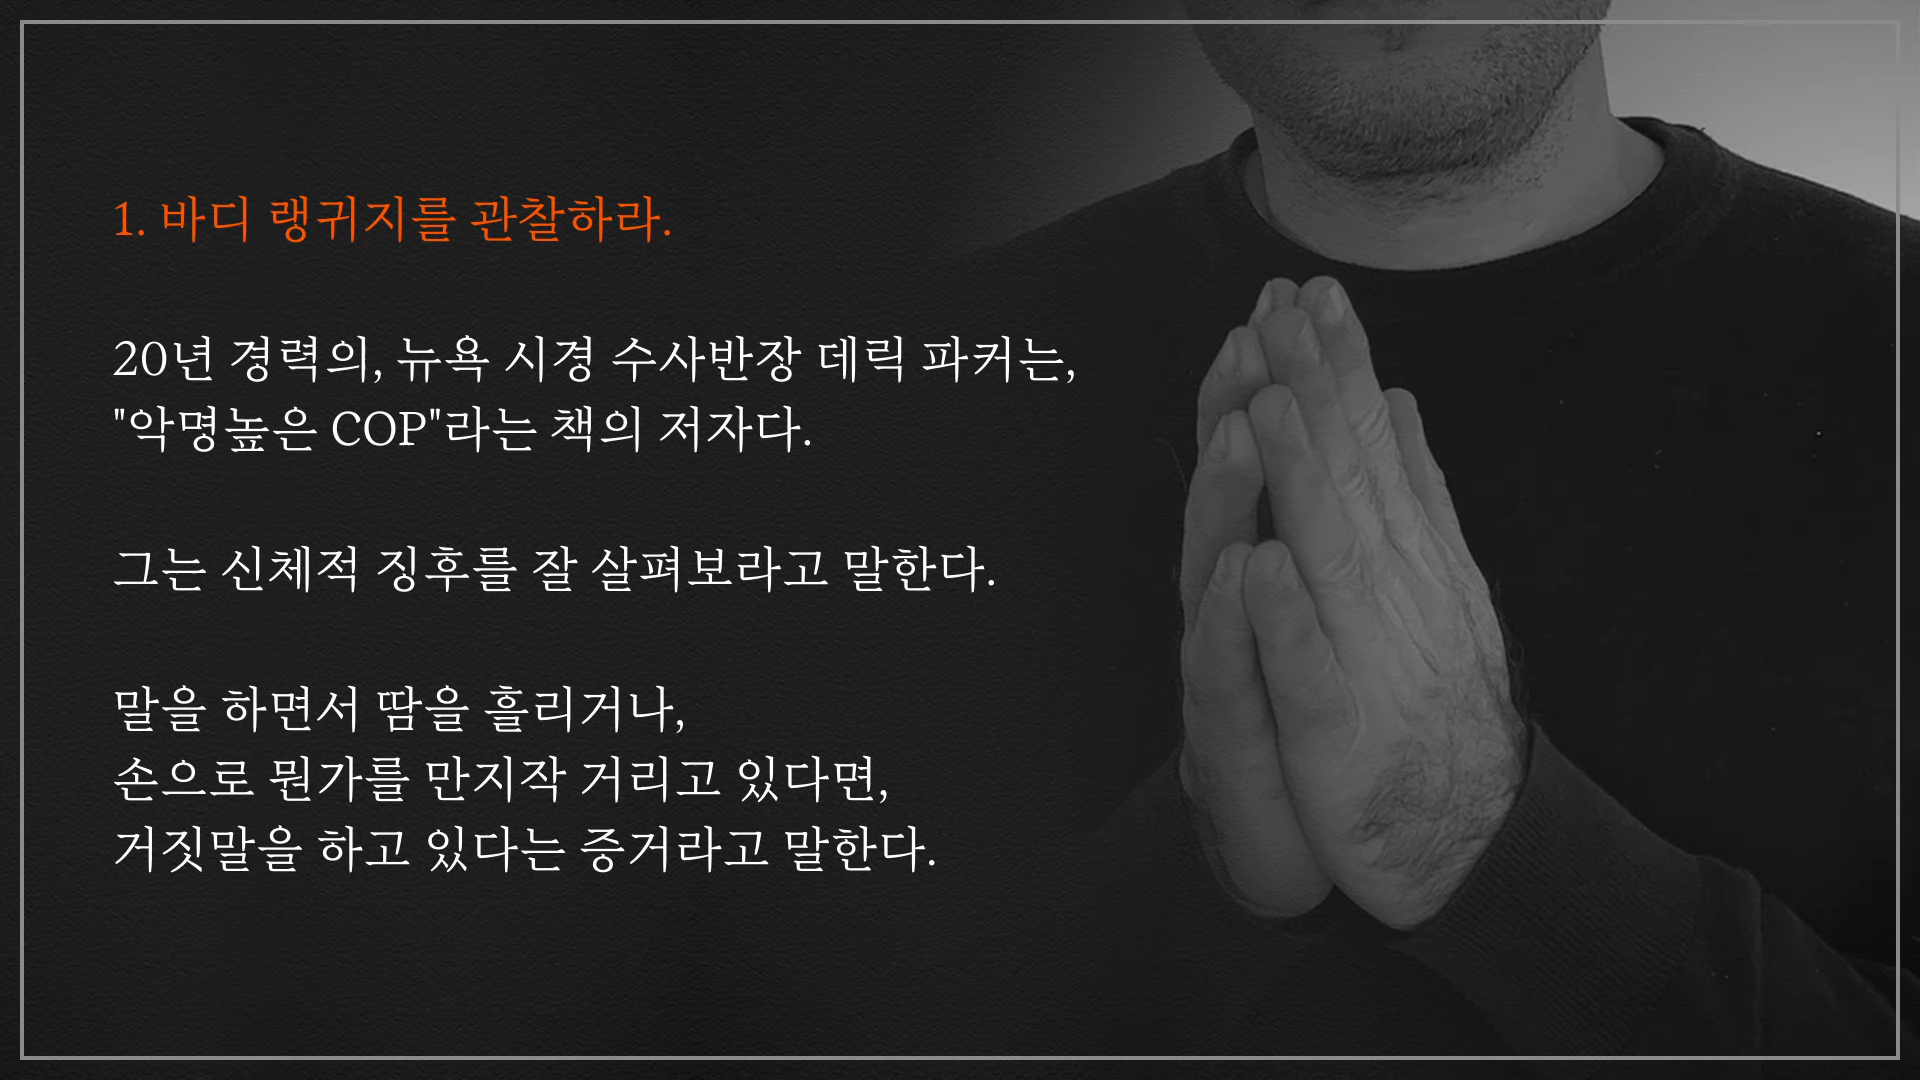 1. 바디 랭귀지를 관찰하라.
20년 경력의, 뉴욕 시경 수사반장 데릭 파커는,
"악명높은 COP"라는 책의 저자다.
그는 신체적 징후를 잘 살펴보라고 말한다.
말을 하면서 땀을 흘리거나,
손으로 뭔가를 만지작 거리고 있다면,
거짓말을 하고 있다는 증거라고 말한다.